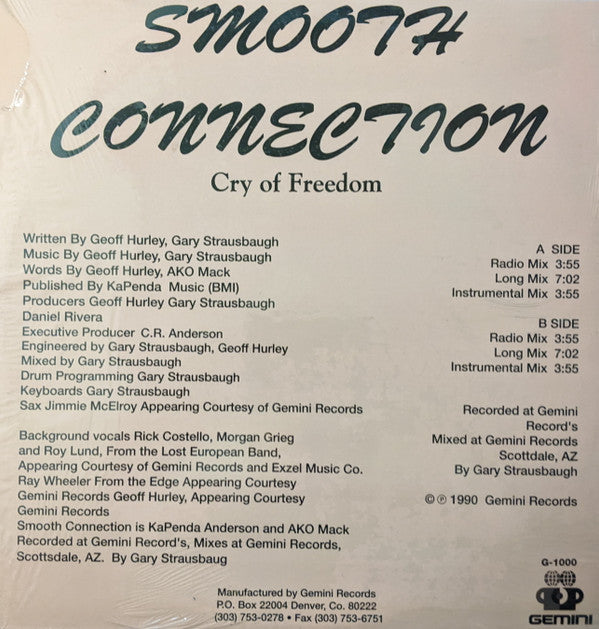 SMOOTH
CONNECTION
Cry of Freedom
Written By Geoff Hurley, Gary Strausbaugh
Music By Geoff Hurley, Gary Strausbaugh
Words By Geoff Hurley, AKO Mack
Published By KaPenda Music (BMI)
Producers Geoff Hurley Gary Strausbaugh
Daniel Rivera
Executive Producer C.R. Anderson
Engineered by Gary Strausbaugh, Geoff Hurley
Mixed by Gary Strausbaugh
Drum Programming Gary Strausbaugh
Keyboards Gary Strausbaugh
Sax Jimmie McElroy Appearing Courtesy of Gemini Records
Background vocals Rick Costello, Morgan Grieg
and Roy Lund, From the Lost European Band,
Appearing Courtesy of Gemini Records and Exzel Music Co.
Ray Wheeler From the Edge Appearing Courtesy
Gemini Records Geoff Hurley, Appearing Courtesy
Gemini Records
Smooth Connection is KaPenda Anderson and AKO Mack
Recorded at Gemini Record's, Mixes at Gemini Records,
Scottsdale, AZ. By Gary Strausbaug
A SIDE
Radio Mix 3:55
Long Mix 7:02
Instrumental Mix 3:55
B SIDE
Radio Mix 3:55
Long Mix 7:02
Instrumental Mix 3:55
Recorded at Gemini
Record's
Mixed at Gemini Records
Scottdale, AZ
By Gary Strausbaugh
© ℗ 1990 Gemini Records
G-1000
GEMINI
Manufactured by Gemini Records
P.O. Box 22004 Denver, Co. 80222
(303) 753-0278 • Fax (303) 753-6751